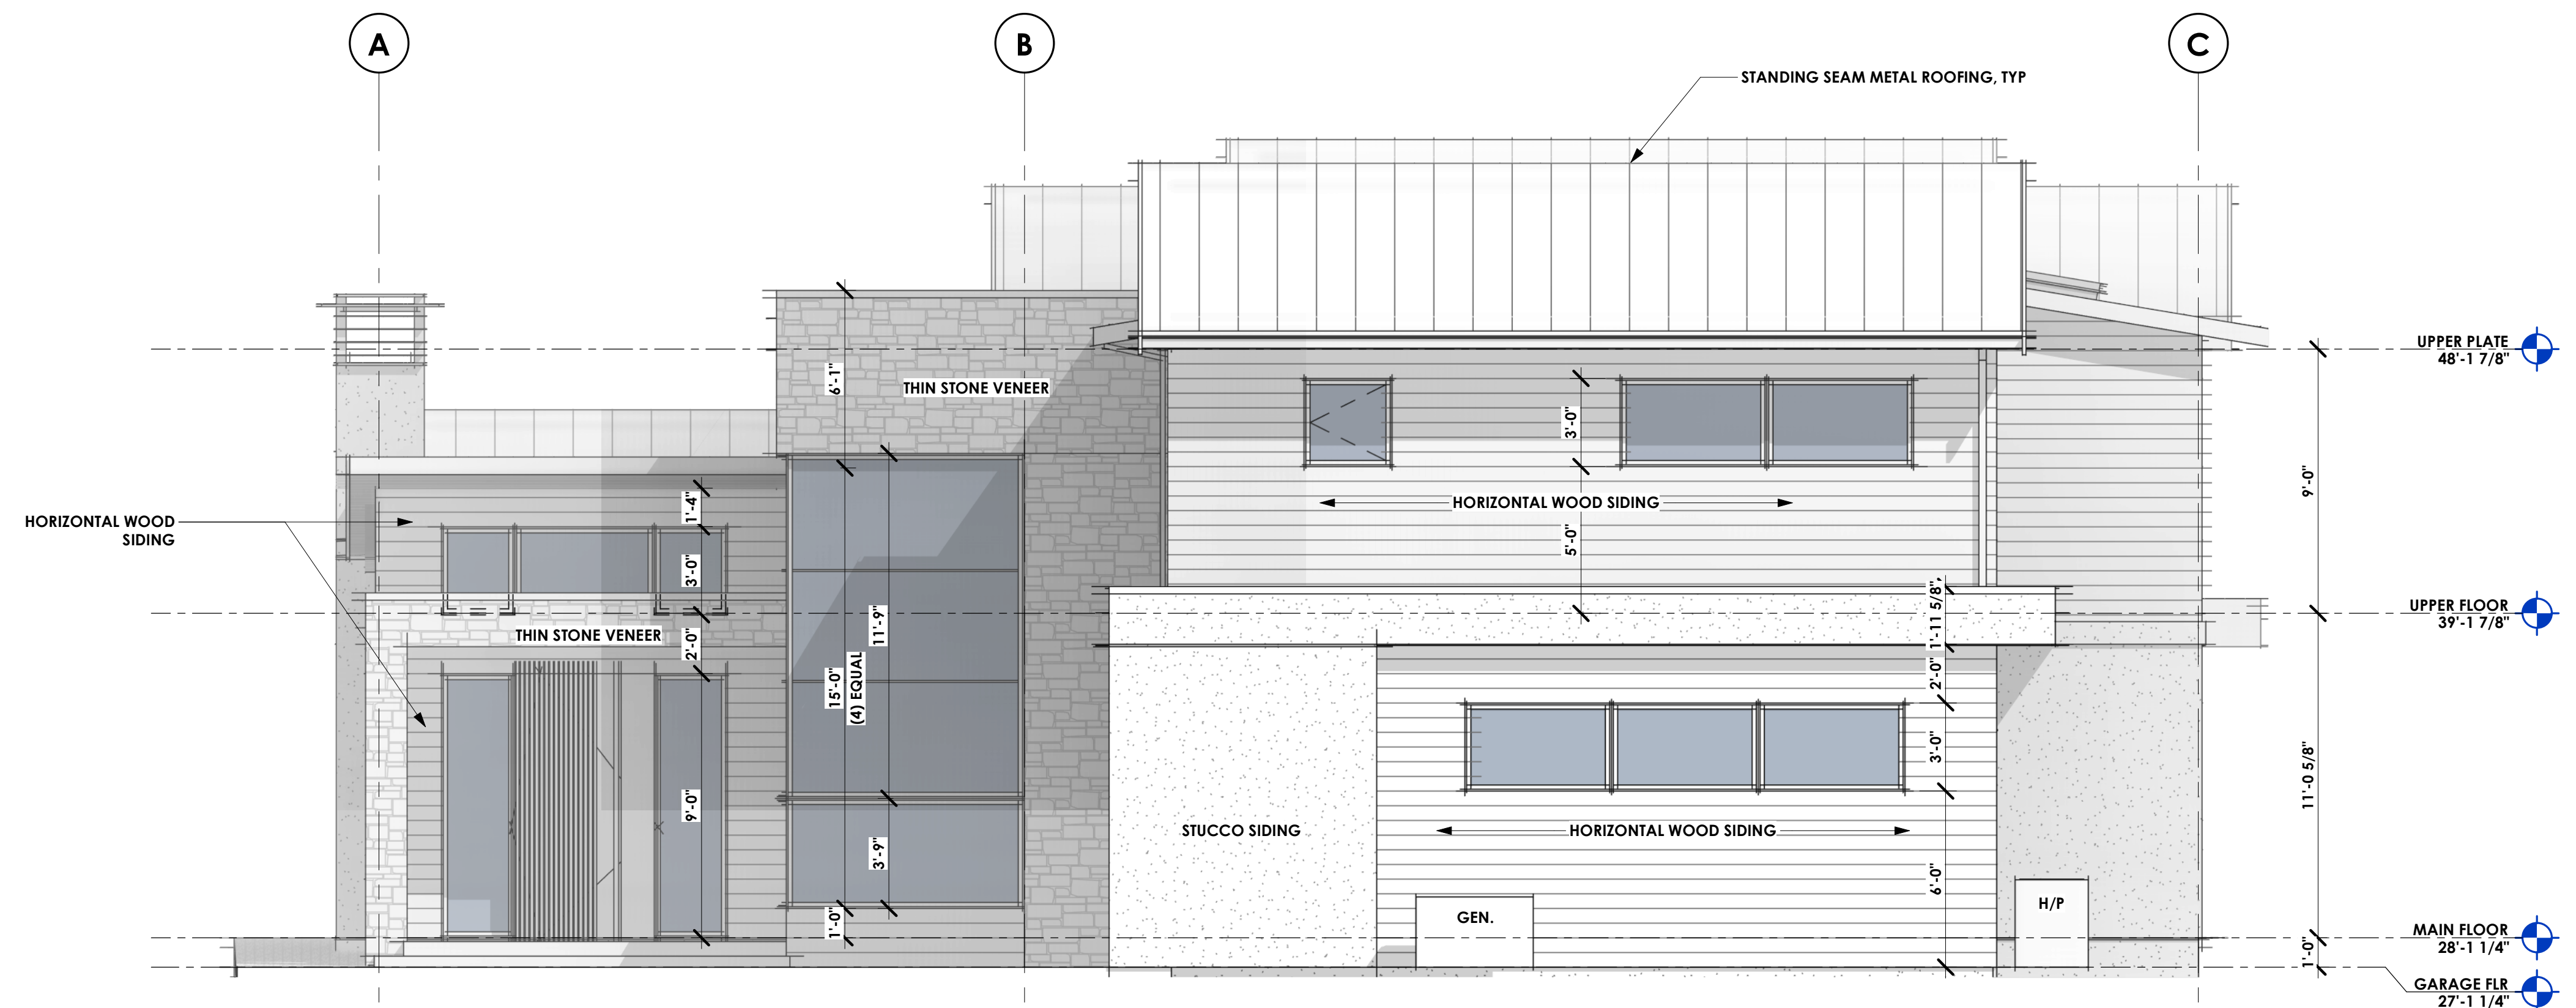 A
B
C
STANDING SEAM METAL ROOFING, TYP
UPPER PLATE
48'-1 7/8"
6'-1"
THIN STONE VENEER
3'-0"
9'-0"
HORIZONTAL WOOD SIDING
HORIZONTAL WOOD
SIDING
1'-4"
3'-0"
5'-0"
1'-11 5/8"
UPPER FLOOR
39'-1 7/8"
THIN STONE VENEER
2'-0"
11'-9"
15'-0"
(4) EQUAL
2'-0"
3'-0"
11'-0 5/8"
9'-0"
3'-9"
STUCCO SIDING
HORIZONTAL WOOD SIDING
6'-0"
GEN.
H/P
1'-0"
MAIN FLOOR
28'-1 1/4"
1'-0"
GARAGE FLR
27'-1 1/4"